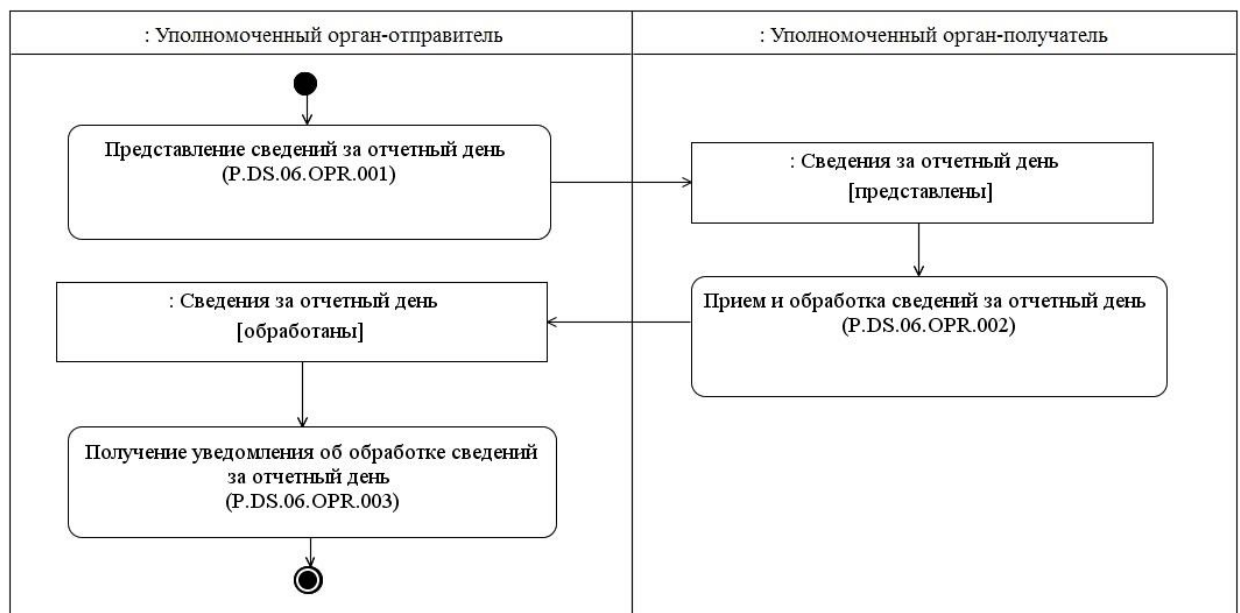 : Уполномоченный орган-отправитель
: Уполномоченный орган-получатель
Представление сведений за отчетный день
(P.DS.06.OPR.001)
: Сведения за отчетный день
[представлены]
Прием и обработка сведений за отчетный день
(P.DS.06.OPR.002)
: Сведения за отчетный день
[обработаны]
Получение уведомления об обработке сведений
за отчетный день
(P.DS.06.OPR.003)